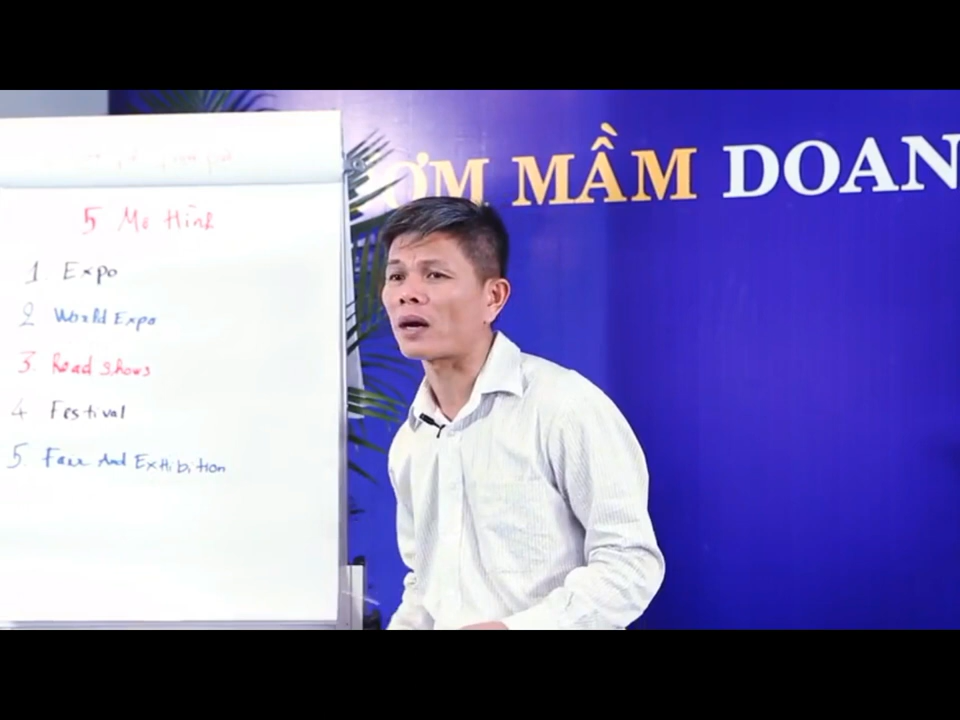 ƠM MẦM DOAN
5 Mo Hình
1. Expo
2 World Expo
3. Road Shows
4 Festival
5. Fair And Exhibition